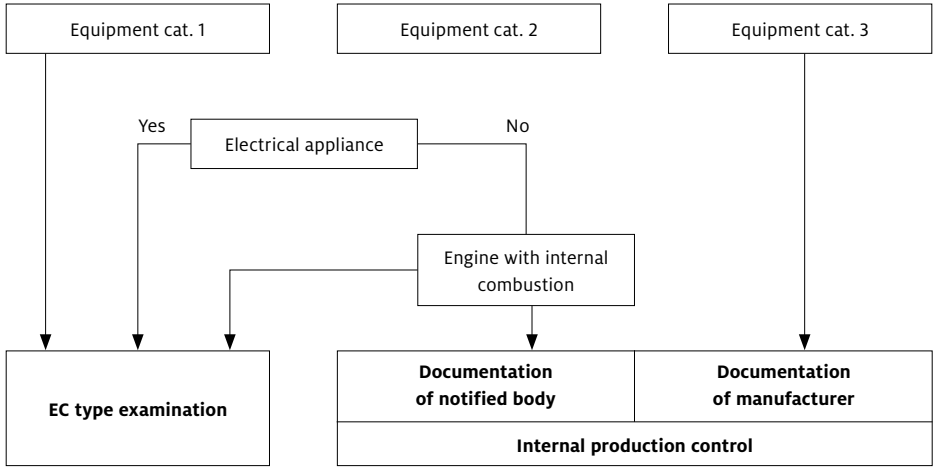 Equipment cat. 1
Equipment cat. 2
Equipment cat. 3
Yes
Electrical appliance
No
Engine with internal
combustion
EC type examination
Documentation
of notified body
Documentation
of manufacturer
Internal production control